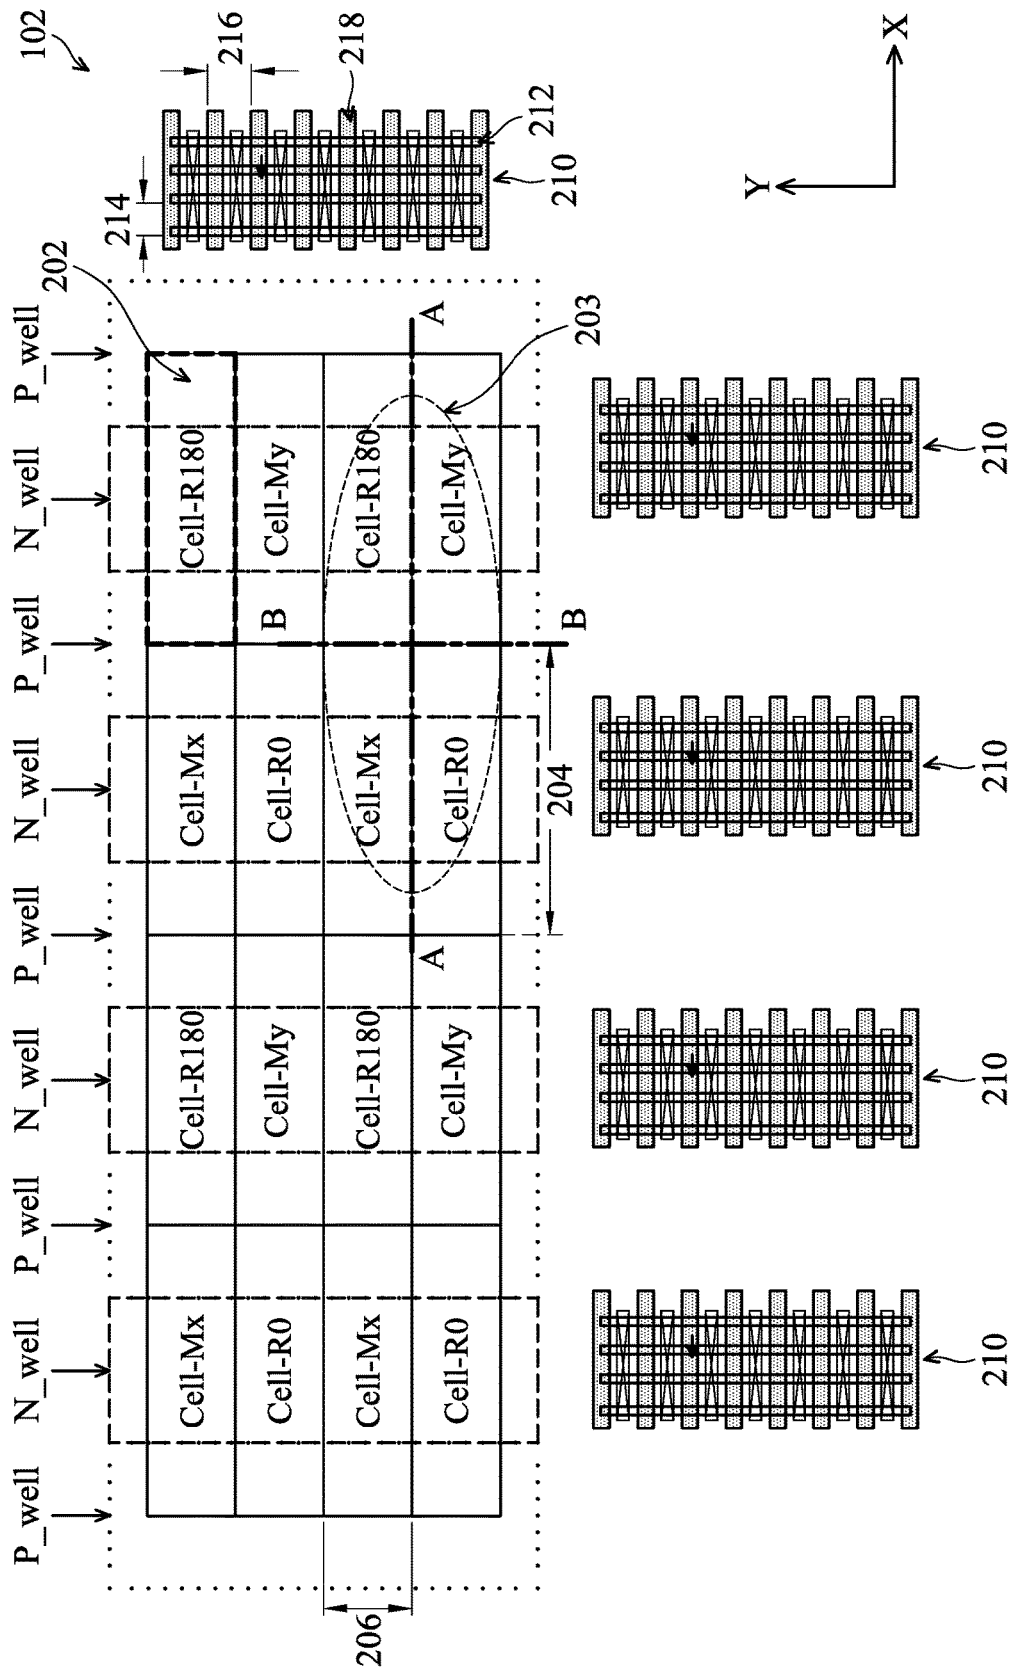 P_well N_well P_well N_well P_well N_well P_well N_well P_well
102
202
214
216
Cell-Mx Cell-R180 Cell-Mx Cell-R180
B
Cell-R0 Cell-My Cell-R0 Cell-My
218
206
Cell-Mx Cell-R180 Cell-Mx Cell-R180
A A
Cell-R0 Cell-My Cell-R0 Cell-My
212
204
210
B
203
Y
X
210 210 210 210